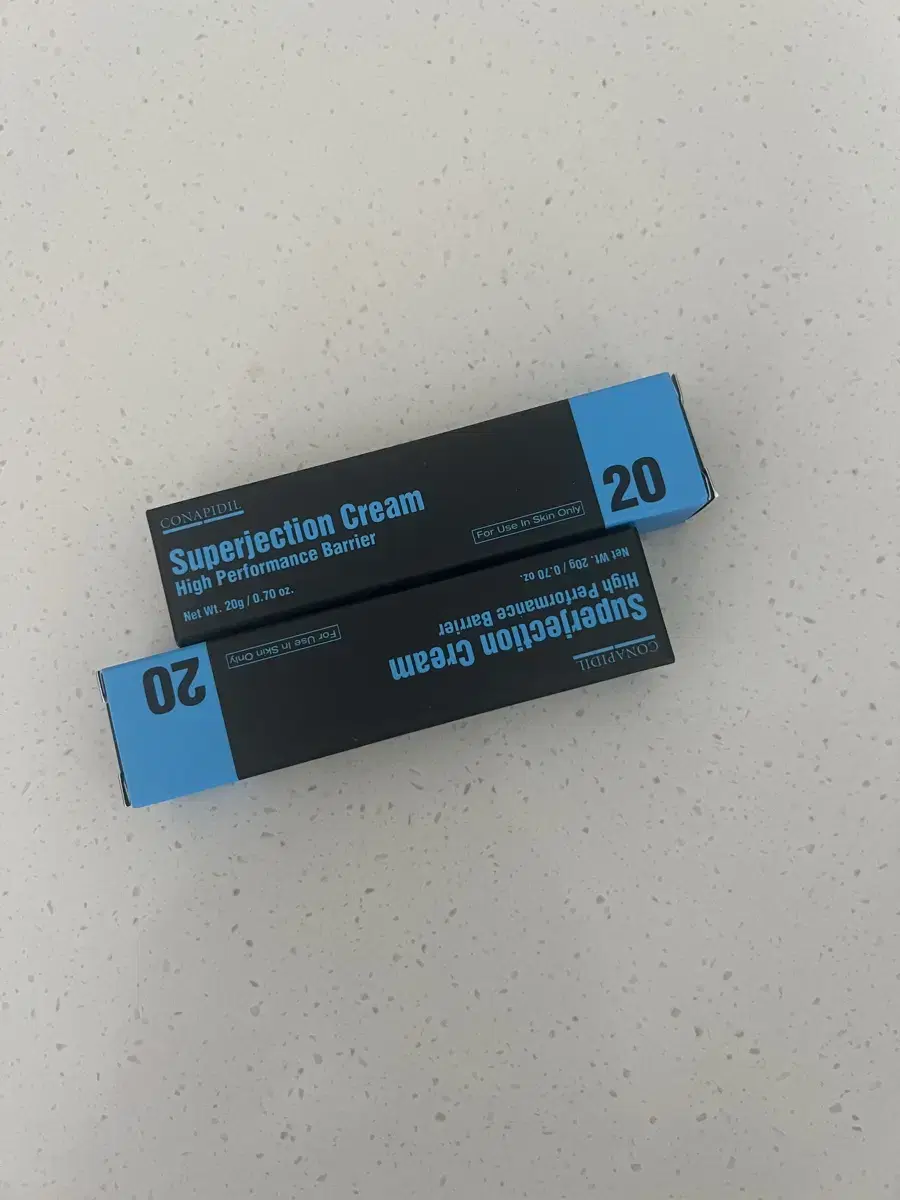 CONAPIDIL
Superjection Cream
High Performance Barrier
Net Wt. 20g / 0.70 oz.
For Use In Skin Only
20
CONAPIDIL
Superjection Cream
High Performance Barrier
Net Wt. 20g / 0.70 oz.
For Use In Skin Only
20